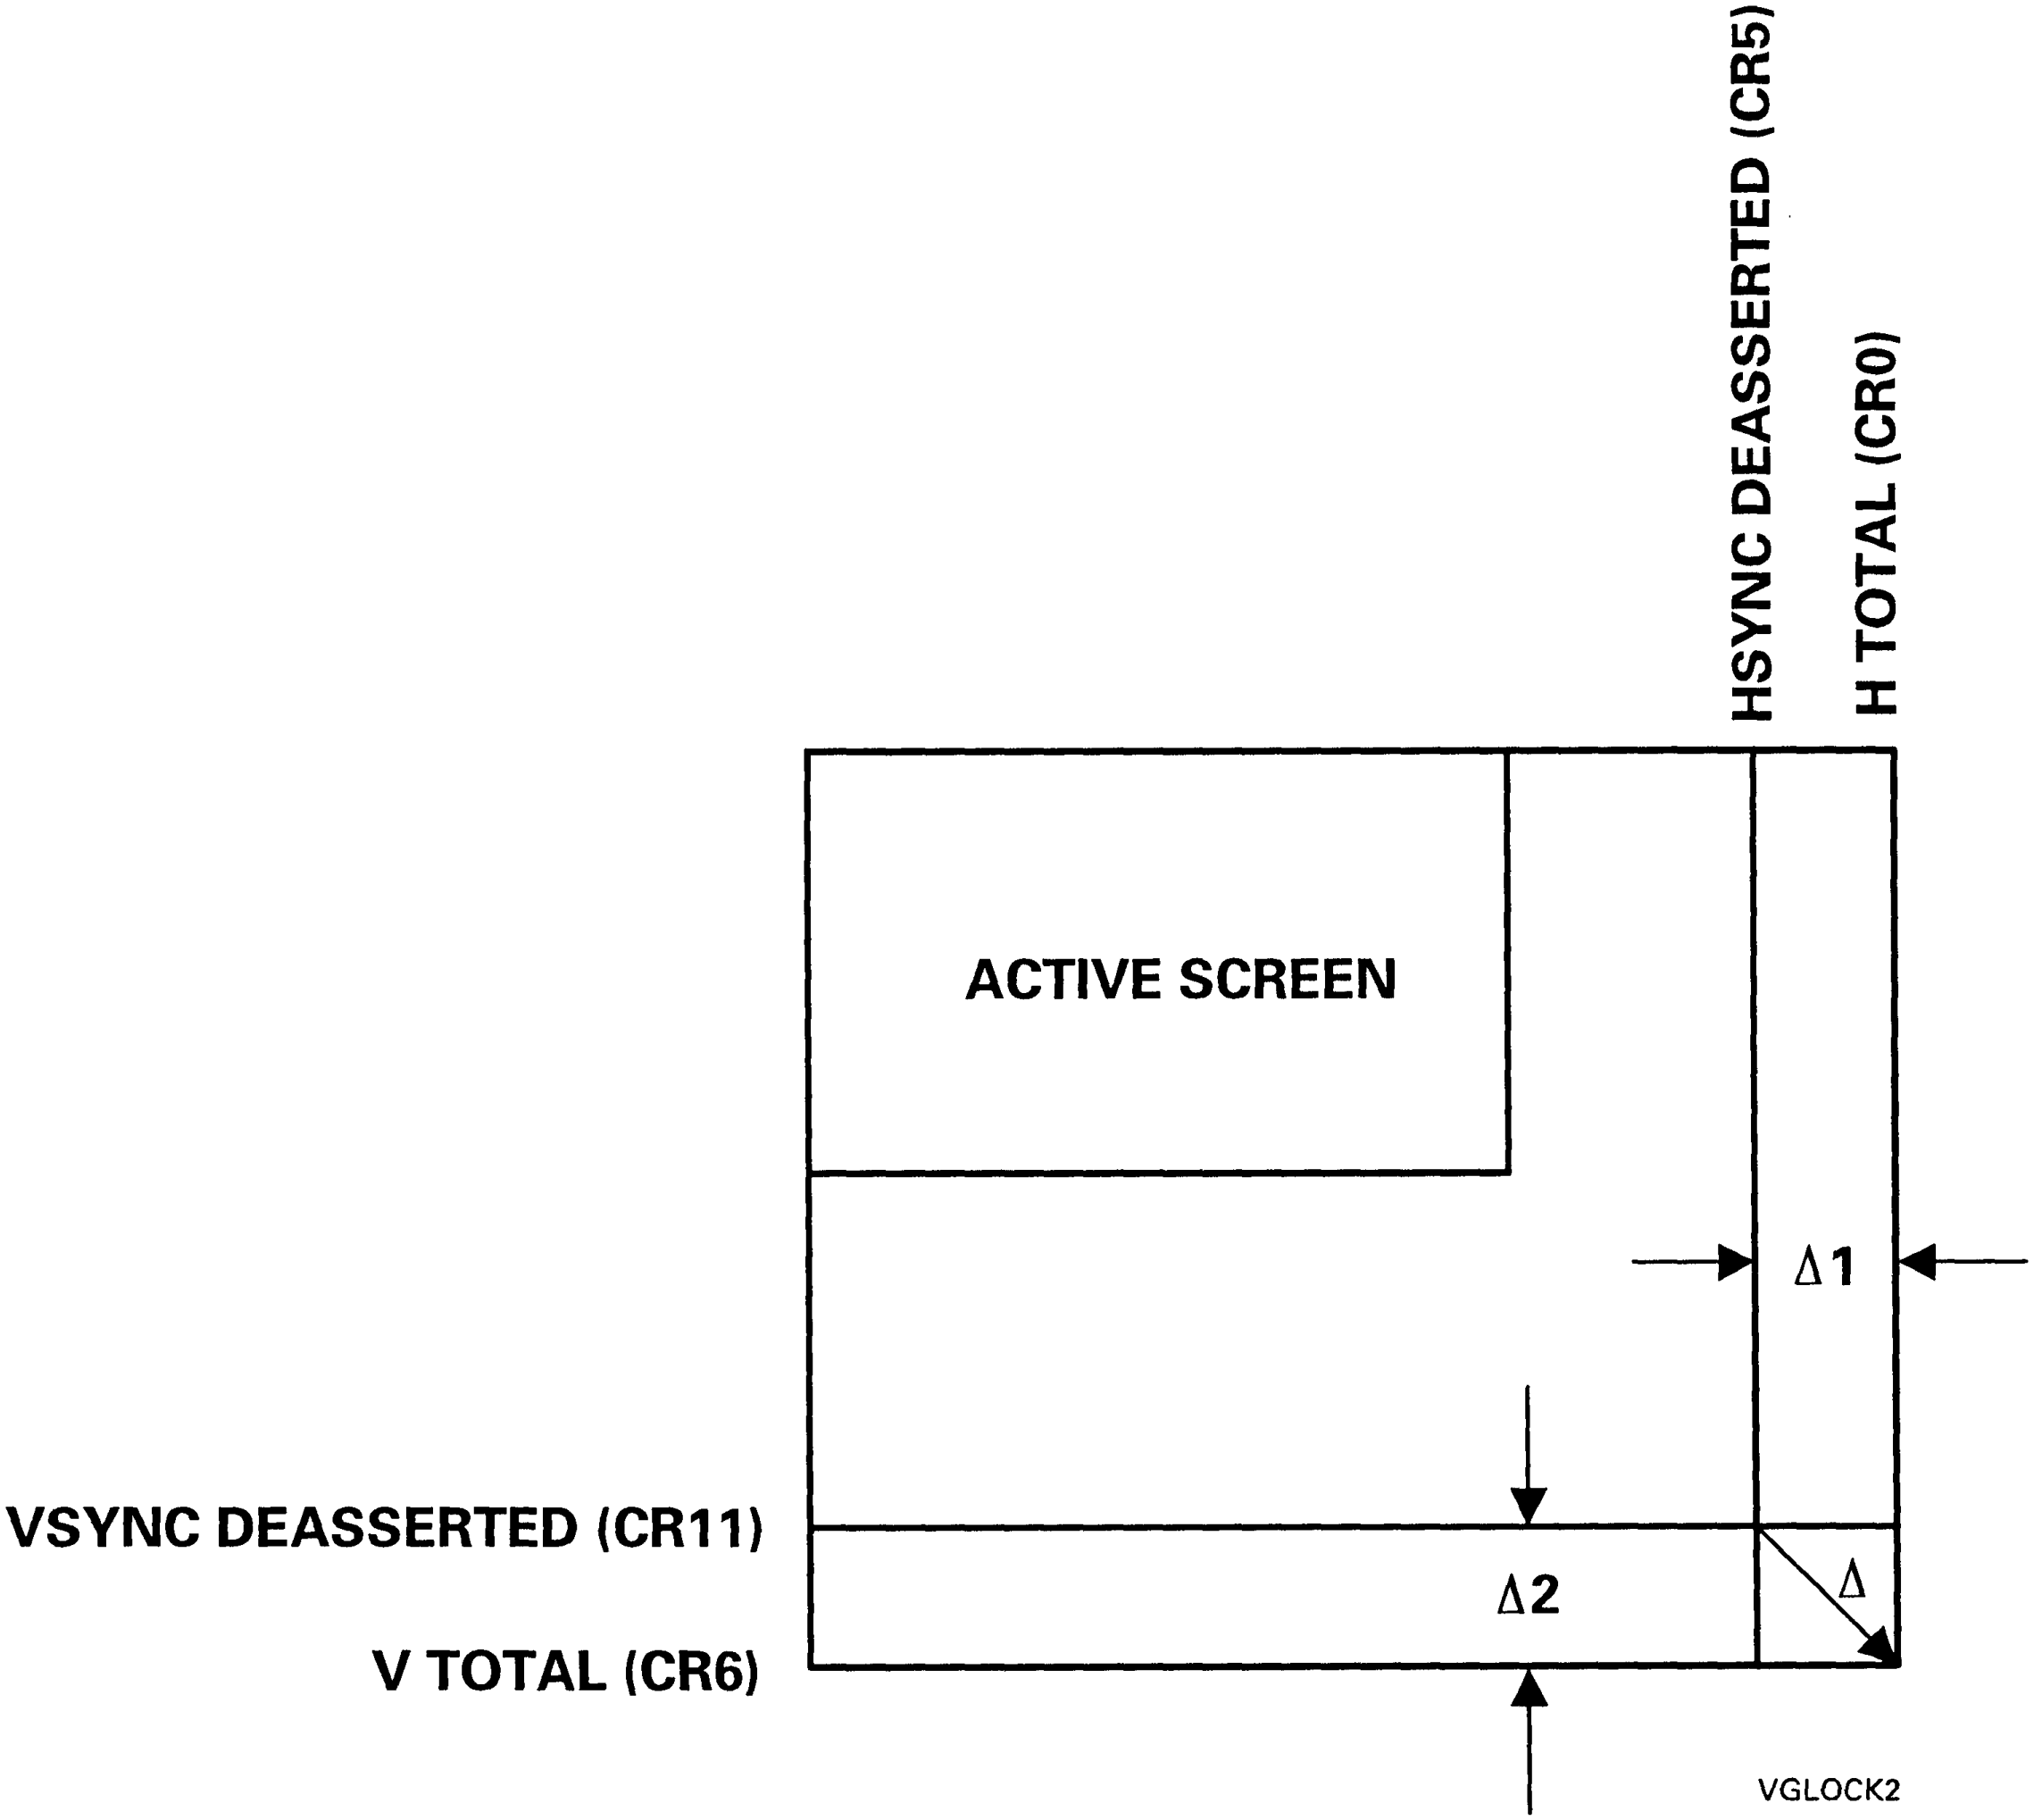 HSYNC DEASSERTED (CR5)
H TOTAL (CR0)
ACTIVE SCREEN
Δ1
VSYNC DEASSERTED (CR11)
Δ2
Δ
V TOTAL (CR6)
VGLOCK2